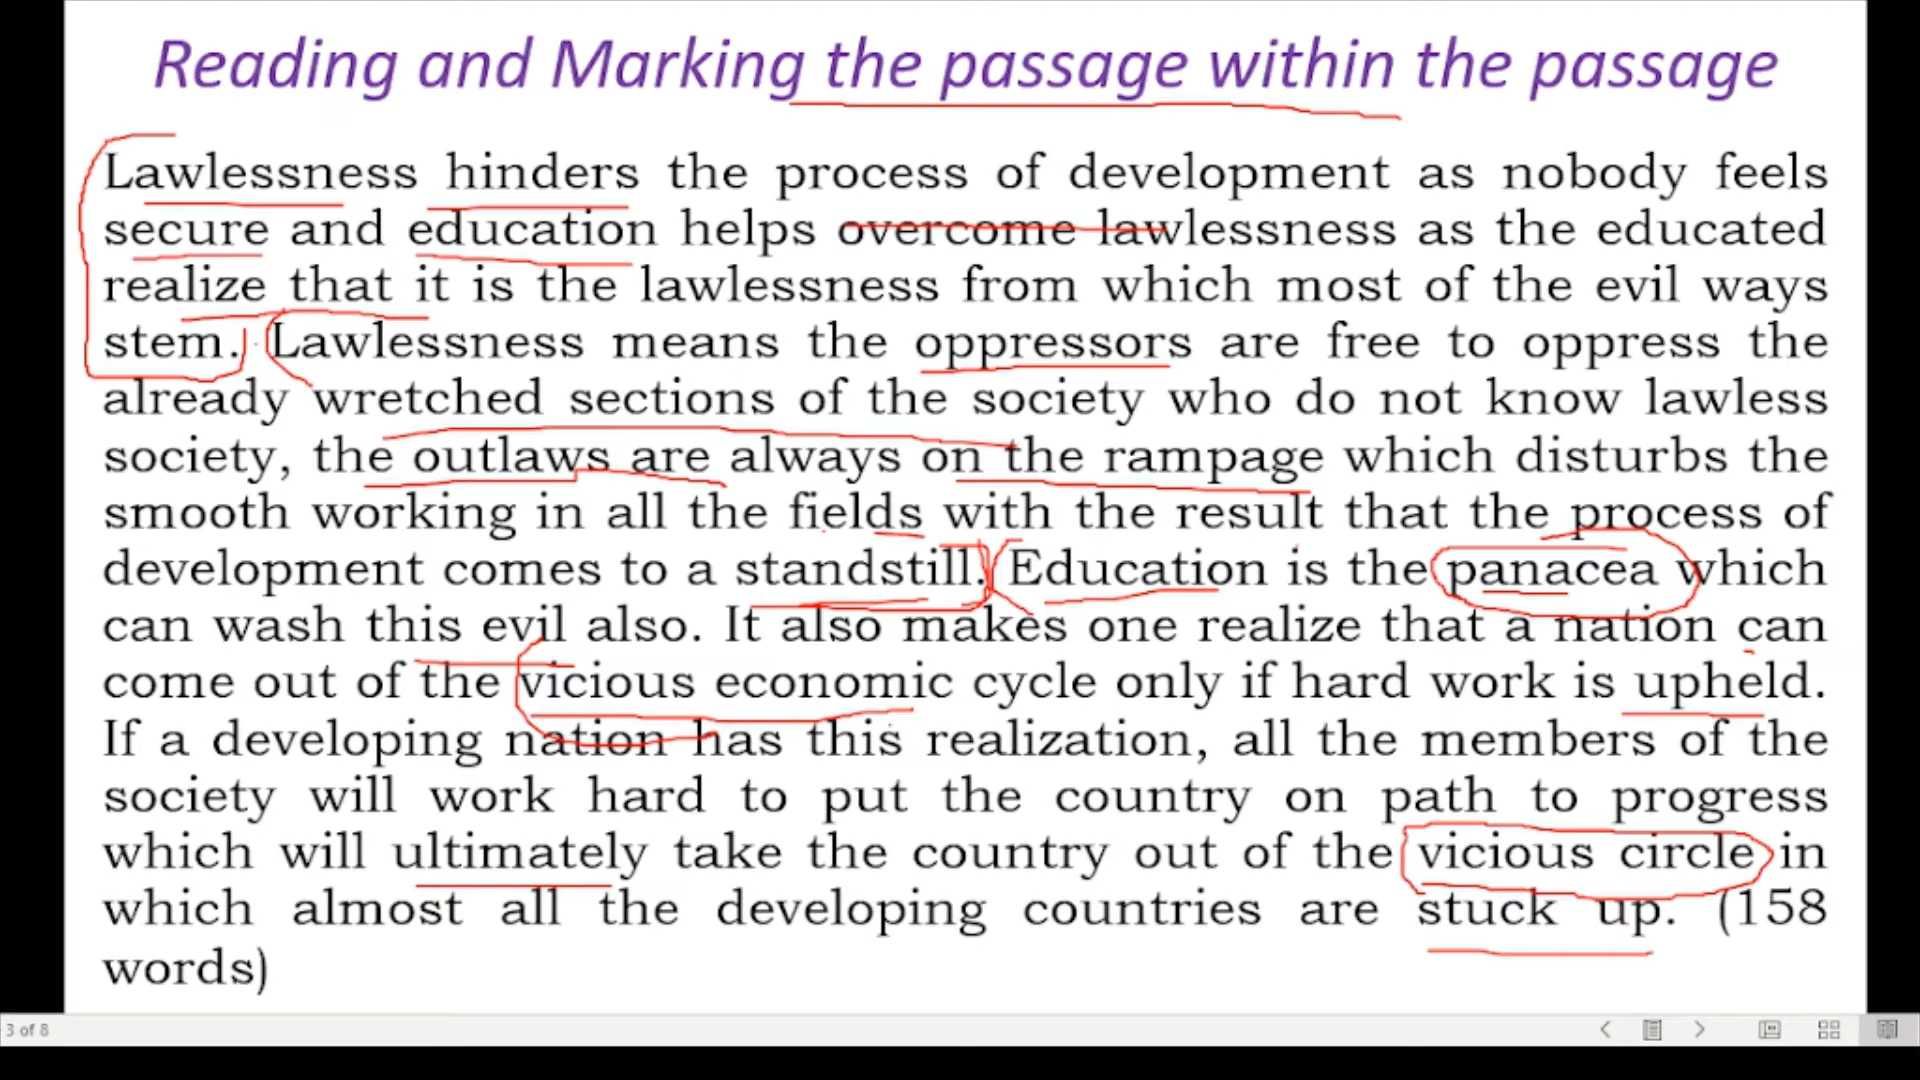 Reading and Marking the passage within the passage
Lawlessness hinders the process of development as nobody feels
secure and education helps overcome lawlessness as the educated
realize that it is the lawlessness from which most of the evil ways
stem. Lawlessness means the oppressors are free to oppress the
already wretched sections of the society who do not know lawless
society, the outlaws are always on the rampage which disturbs the
smooth working in all the fields with the result that the process of
development comes to a standstill. Education is the panacea which
can wash this evil also. It also makes one realize that a nation can
come out of the vicious economic cycle only if hard work is upheld.
If a developing nation has this realization, all the members of the
society will work hard to put the country on path to progress
which will ultimately take the country out of the vicious circle in
which almost all the developing countries are stuck up. (158
words)
3 of 8